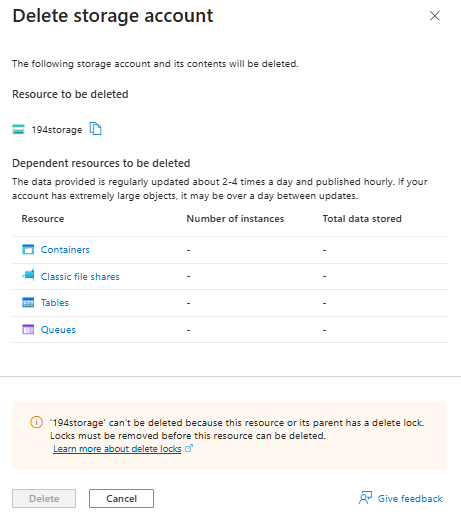 Delete storage account
The following storage account and its contents will be deleted.
Resource to be deleted
194storage
Dependent resources to be deleted
The data provided is regularly updated about 2-4 times a day and published hourly. If your
account has extremely large objects, it may be over a day between updates.
Resource Number of instances Total data stored
Containers - -
Classic file shares - -
Tables - -
Queues - -
'194storage' can't be deleted because this resource or its parent has a delete lock.
Locks must be removed before this resource can be deleted.
Learn more about delete locks
Delete Cancel Give feedback